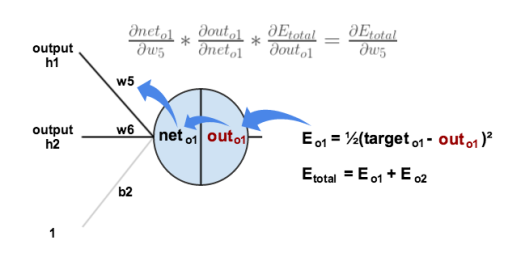 ∂net_o1/∂w5 * ∂out_o1/∂net_o1 * ∂E_total/∂out_o1 = ∂E_total/∂w5
output
h1
w5
output
h2
w6
net o1
out o1
E o1 = ½(target o1 - out o1)²
E total = E o1 + E o2
b2
1